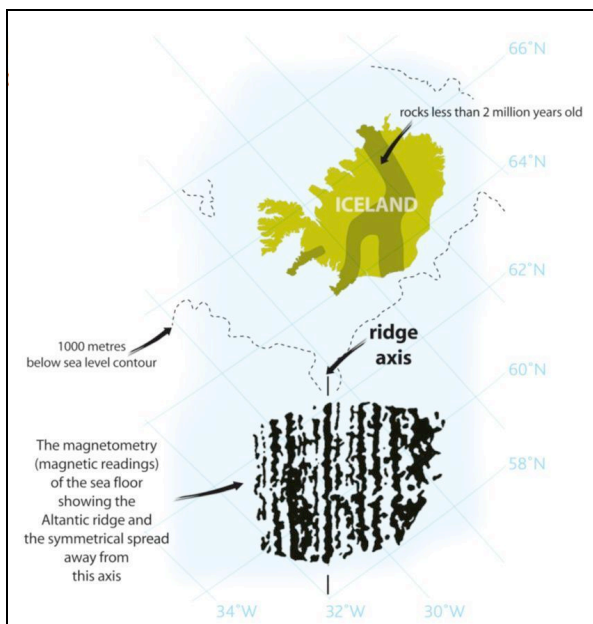 66°N
rocks less than 2 million years old
64°N
ICELAND
62°N
ridge
axis
1000 metres
below sea level contour
60°N
The magnetometry
(magnetic readings)
of the sea floor
showing the
Altantic ridge and
the symmetrical spread
away from
this axis
58°N
34°W
32°W
30°W